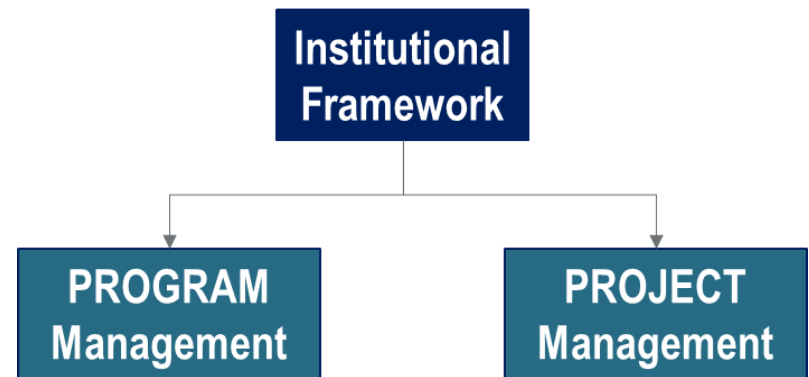 Institutional
Framework
PROGRAM
Management
PROJECT
Management